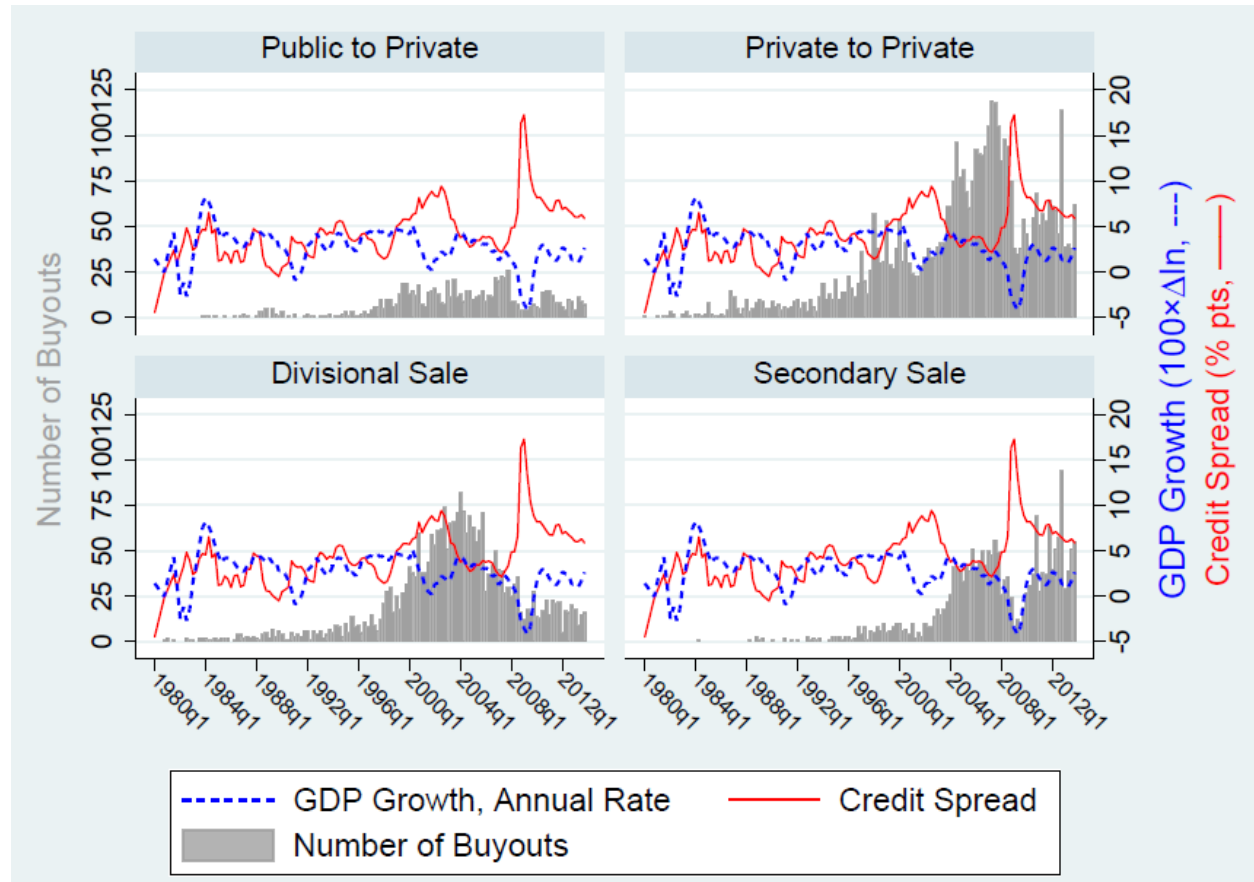 Public to Private
Private to Private
125
100
75
50
25
0
20
15
10
5
0
-5
Divisional Sale
Secondary Sale
125
100
75
50
25
0
20
15
10
5
0
-5
Number of Buyouts
GDP Growth (100×Δln, ---)
Credit Spread (% pts, ——)
1980q1
1984q1
1988q1
1992q1
1996q1
2000q1
2004q1
2008q1
2012q1
1980q1
1984q1
1988q1
1992q1
1996q1
2000q1
2004q1
2008q1
2012q1
GDP Growth, Annual Rate
Credit Spread
Number of Buyouts